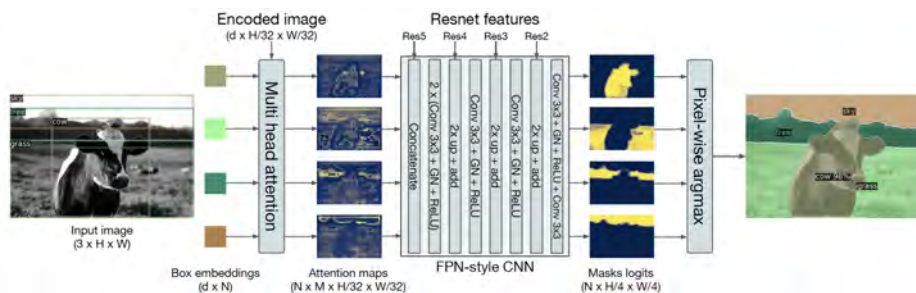 Encoded image
(d x H/32 x W/32)
Resnet features
Res5
Res4
Res3
Res2
sky
cow
grass
Input image
(3 x H x W)
Box embeddings
(d x N)
Multi head attention
Attention maps
(N x M x H/32 x W/32)
Concatenate
2 x (Conv 3x3 + GN + ReLU)
2x up + add
Conv 3x3 + GN + ReLU
2x up + add
Conv 3x3 + GN + ReLU
2x up + add
Conv 3x3 + GN + ReLU + Conv 3x3
FPN-style CNN
Masks logits
(N x H/4 x W/4)
Pixel-wise argmax
sky
tree
cow
grass